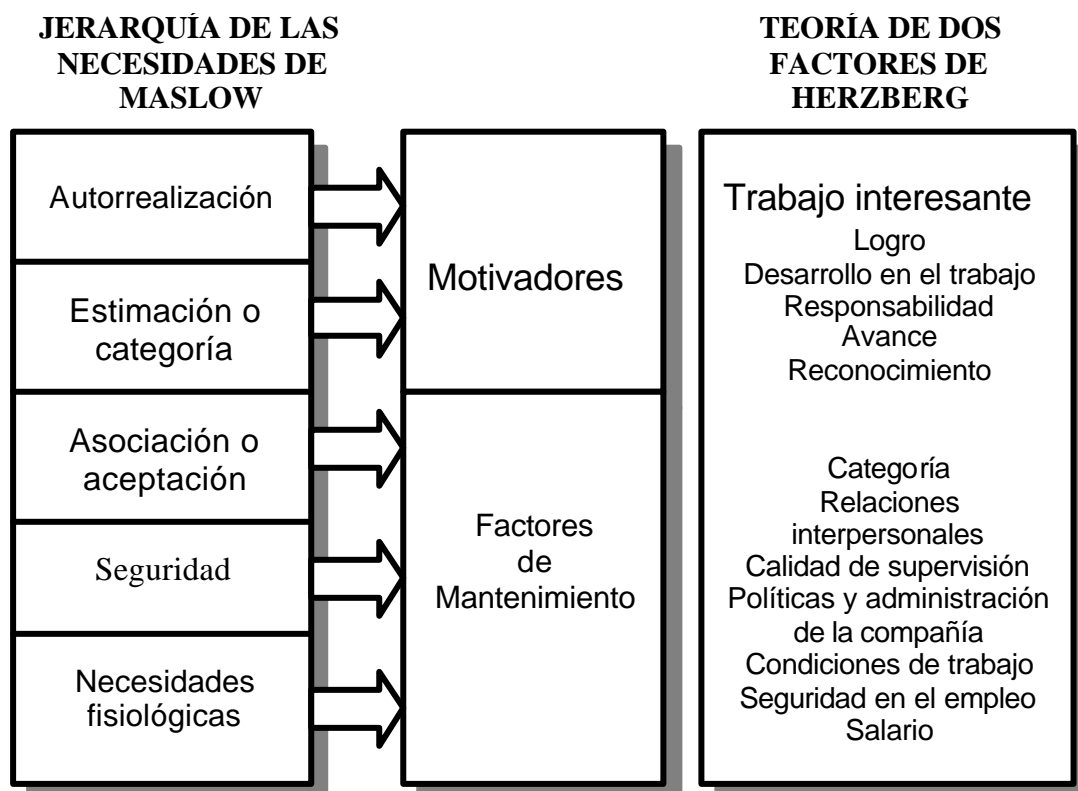 JERARQUÍA DE LAS
NECESIDADES DE
MASLOW
TEORÍA DE DOS
FACTORES DE
HERZBERG
Autorrealización
Estimación o
categoría
Asociación o
aceptación
Seguridad
Necesidades
fisiológicas
Motivadores
Factores
de
Mantenimiento
Trabajo interesante
Logro
Desarrollo en el trabajo
Responsabilidad
Avance
Reconocimiento
Categoría
Relaciones
interpersonales
Calidad de supervisión
Políticas y administración
de la compañía
Condiciones de trabajo
Seguridad en el empleo
Salario